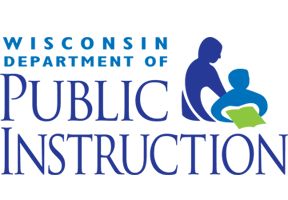 WISCONSIN
DEPARTMENT OF
PUBLIC
INSTRUCTION